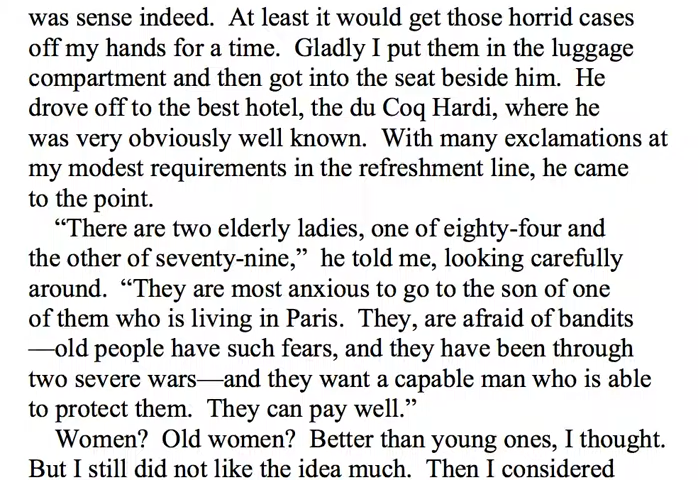 was sense indeed.  At least it would get those horrid cases
off my hands for a time.  Gladly I put them in the luggage
compartment and then got into the seat beside him.  He
drove off to the best hotel, the du Coq Hardi, where he
was very obviously well known.  With many exclamations at
my modest requirements in the refreshment line, he came
to the point.
“There are two elderly ladies, one of eighty-four and
the other of seventy-nine,”  he told me, looking carefully
around.  “They are most anxious to go to the son of one
of them who is living in Paris.  They, are afraid of bandits
—old people have such fears, and they have been through
two severe wars—and they want a capable man who is able
to protect them.  They can pay well.”
Women?  Old women?  Better than young ones, I thought.
But I still did not like the idea much.  Then I considered